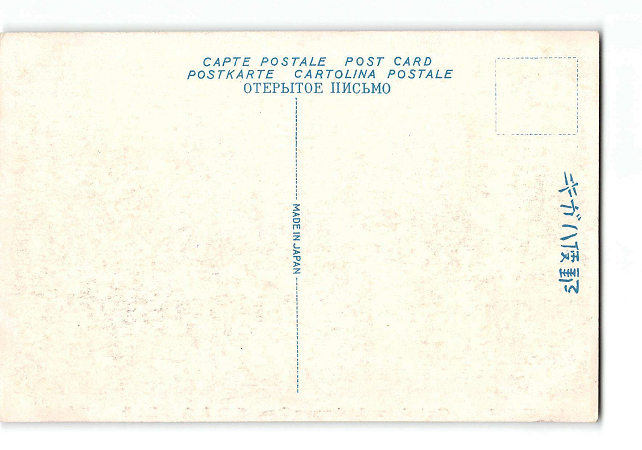 CAPTE POSTALE POST CARD
POSTKARTE CARTOLINA POSTALE
ОТЕРЫТОЕ ПИСЬМО
MADE IN JAPAN
キガハ便郵